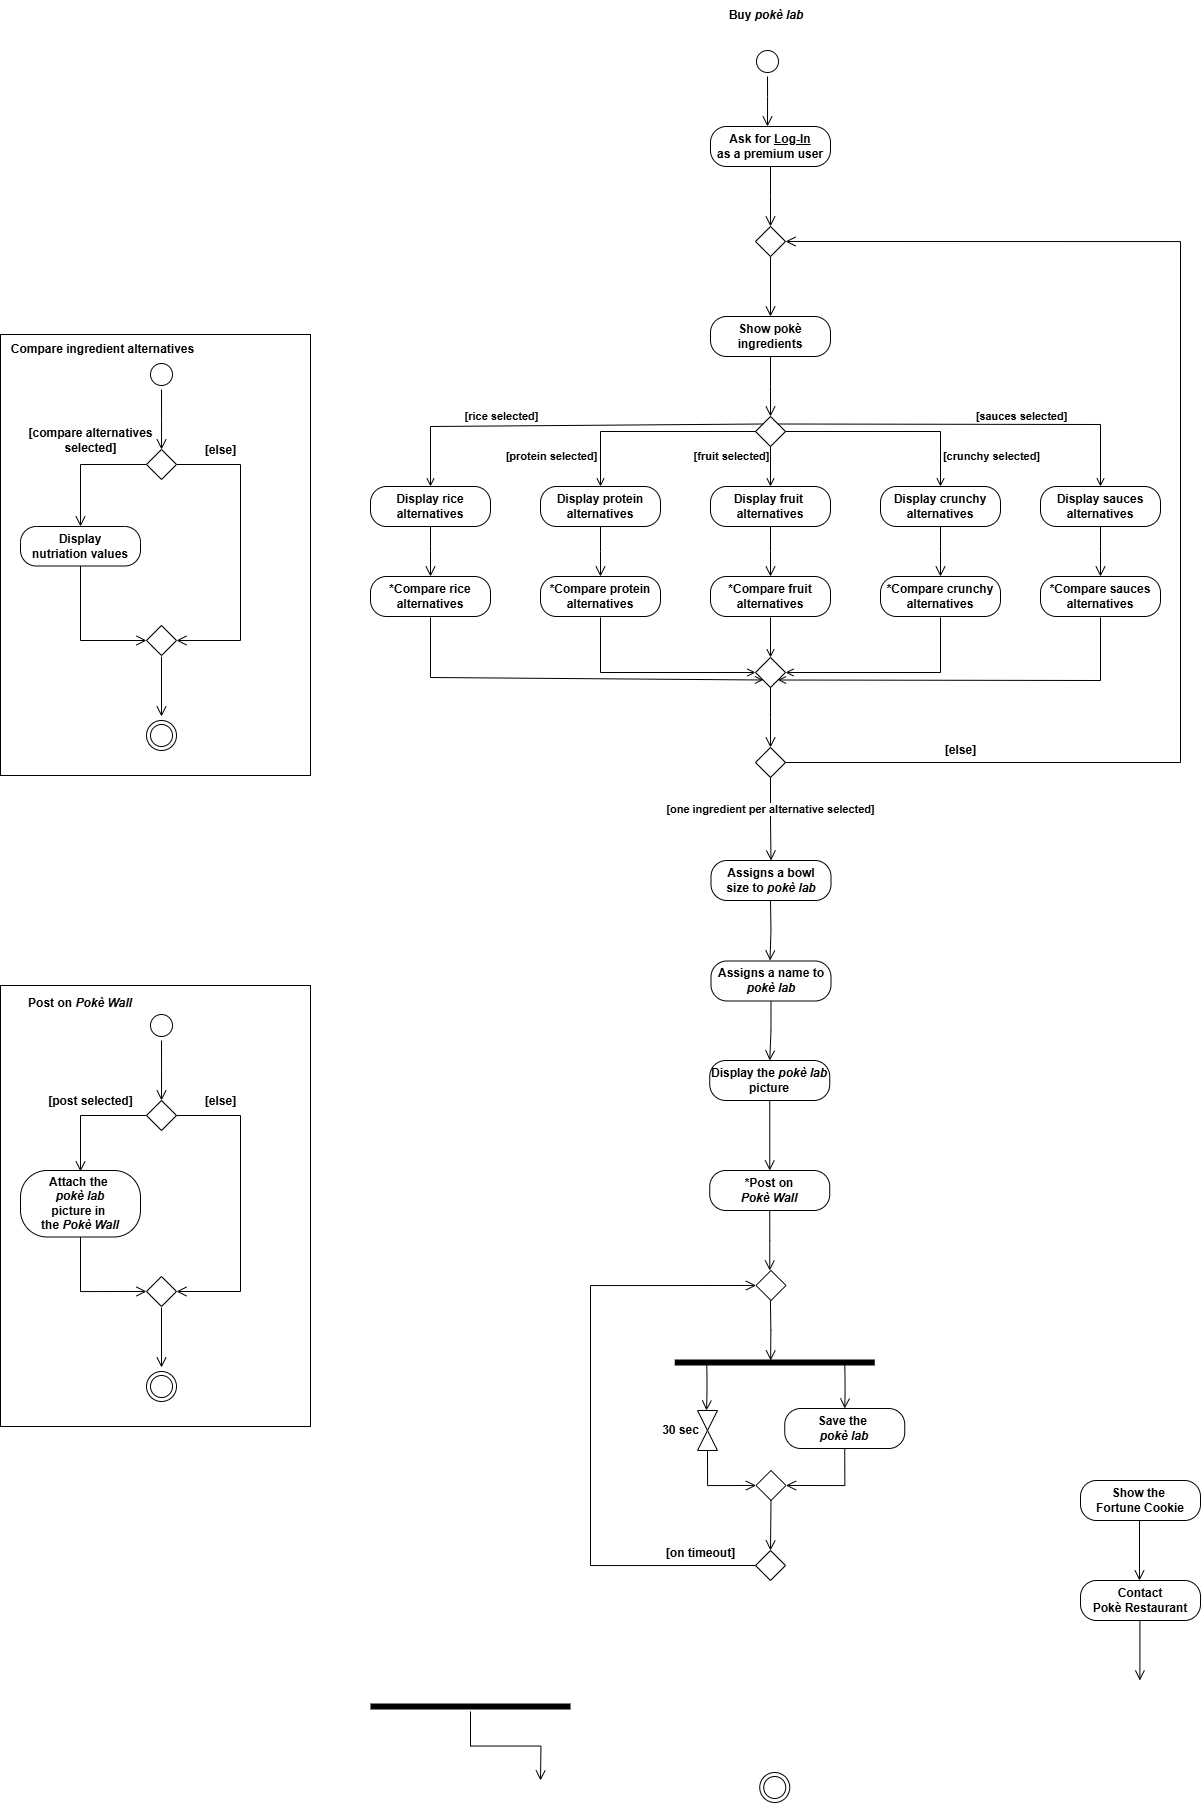 Buy pokè lab
Ask for Log-In
as a premium user
Show pokè
ingredients
[rice selected]
[sauces selected]
[protein selected]
[fruit selected]
[crunchy selected]
Display rice
alternatives
Display protein
alternatives
Display fruit
alternatives
Display crunchy
alternatives
Display sauces
alternatives
*Compare rice
alternatives
*Compare protein
alternatives
*Compare fruit
alternatives
*Compare crunchy
alternatives
*Compare sauces
alternatives
[else]
[one ingredient per alternative selected]
Assigns a bowl
size to pokè lab
Assigns a name to
pokè lab
Display the pokè lab
picture
*Post on
Pokè Wall
30 sec
Save the
pokè lab
[on timeout]
Show the
Fortune Cookie
Contact
Pokè Restaurant
Compare ingredient alternatives
[compare alternatives
selected]
[else]
Display
nutriation values
Post on Pokè Wall
[post selected]
[else]
Attach the
pokè lab
picture in
the Pokè Wall